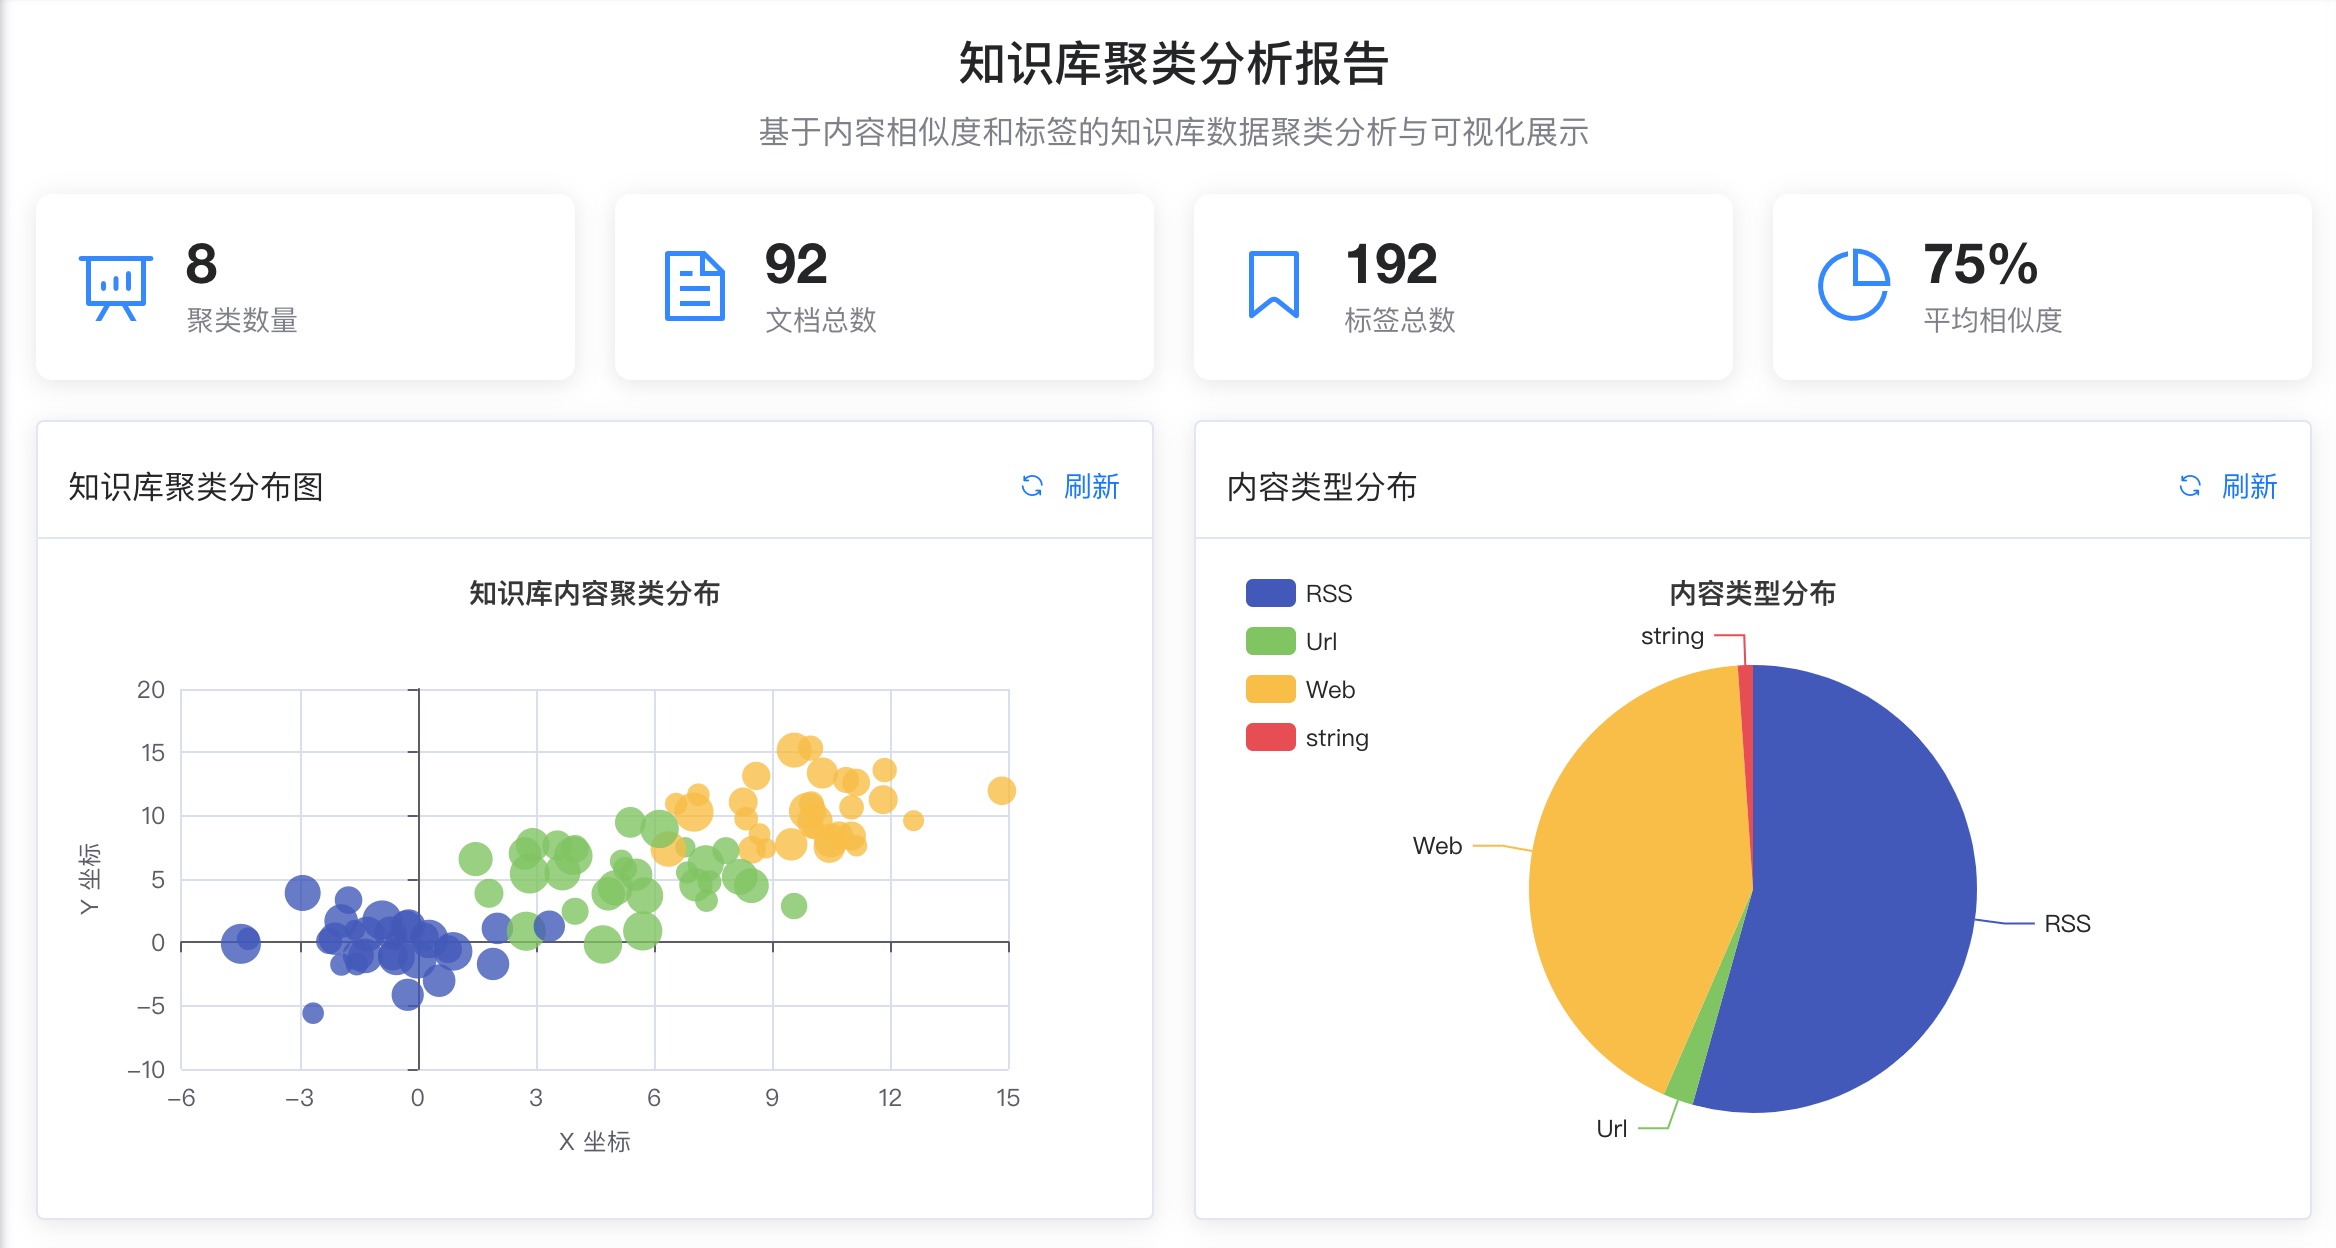 知识库聚类分析报告
基于内容相似度和标签的知识库数据聚类分析与可视化展示
8
聚类数量
92
文档总数
192
标签总数
75%
平均相似度
知识库聚类分布图
刷新
知识库内容聚类分布
20
15
10
5
0
−5
−10
Y 坐标
−6
−3
0
3
6
9
12
15
X 坐标
内容类型分布
刷新
RSS
Url
Web
string
内容类型分布
string
Web
RSS
Url